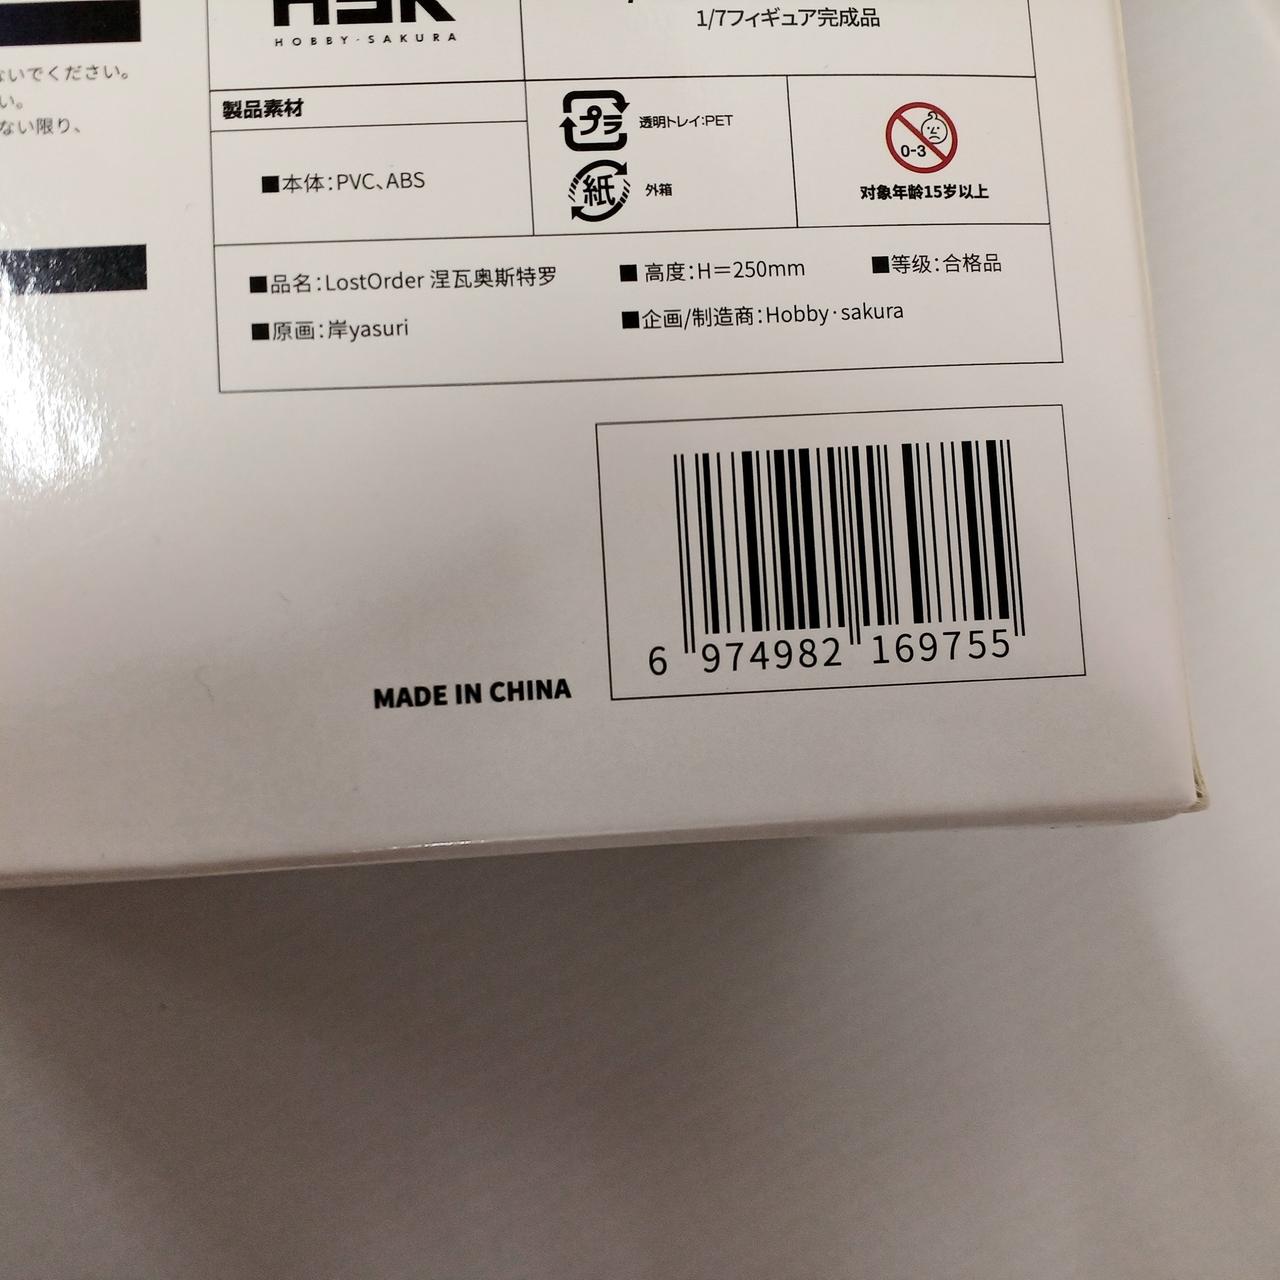 HSK
HOBBY·SAKURA
1/7フィギュア完成品
ないでください。
い。
ない限り、
製品素材
■本体：PVC、ABS
プラ
透明トレイ：PET
紙
外箱
0-3
对象年龄15岁以上
■品名：LostOrder 涅瓦奥斯特罗
■ 高度：H＝250mm
■等级：合格品
■原画：岸yasuri
■企画/制造商：Hobby·sakura
MADE IN CHINA
6 974982 169755